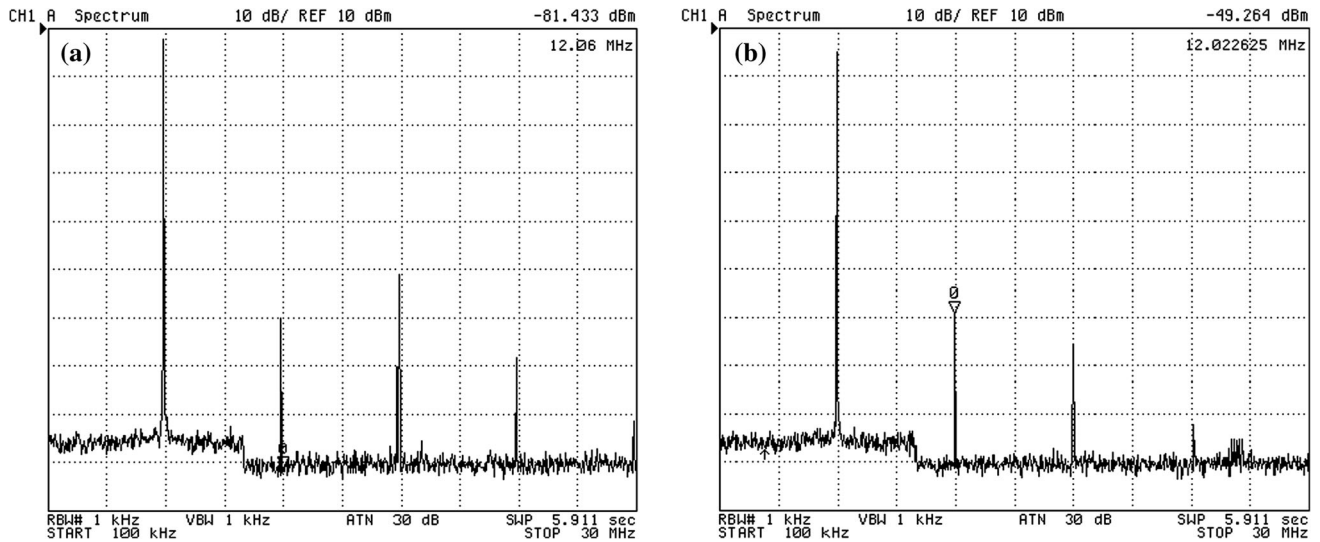 CH1 A Spectrum 10 dB/ REF 10 dBm -81.433 dBm
(a) 12.06 MHz
0
RBW# 1 kHz VBW 1 kHz ATN 30 dB SWP 5.911 sec
START 100 kHz STOP 30 MHz
CH1 A Spectrum 10 dB/ REF 10 dBm -49.264 dBm
(b) 12.022625 MHz
0
RBW# 1 kHz VBW 1 kHz ATN 30 dB SWP 5.911 sec
START 100 kHz STOP 30 MHz